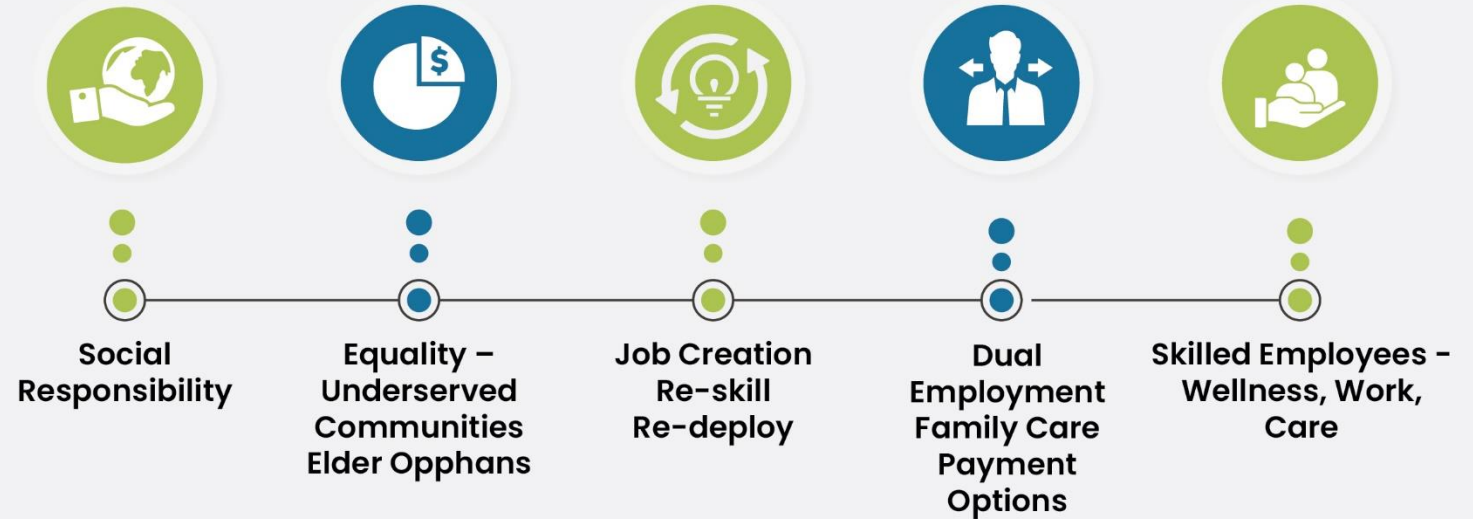 $
Social
Responsibility
Equality –
Underserved
Communities
Elder Opphans
Job Creation
Re-skill
Re-deploy
Dual
Employment
Family Care
Payment
Options
Skilled Employees -
Wellness, Work,
Care